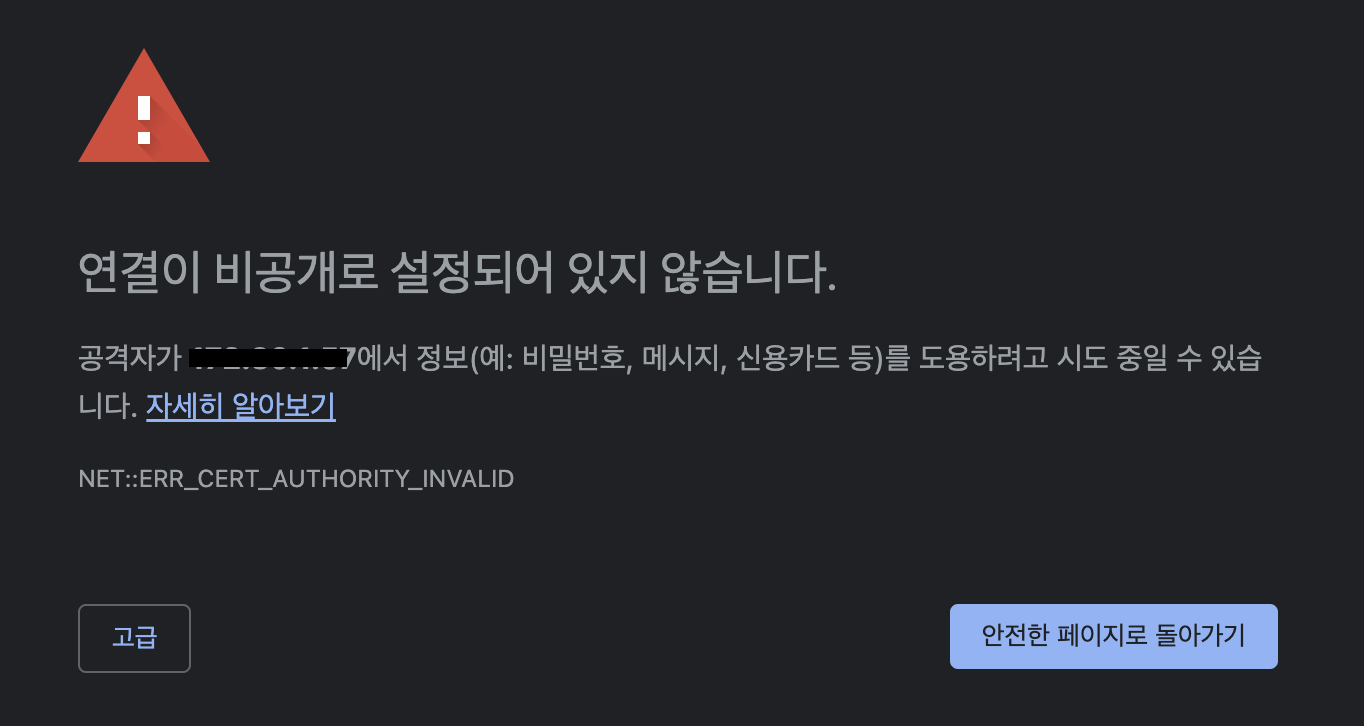 연결이 비공개로 설정되어 있지 않습니다.
공격자가 에서 정보(예: 비밀번호, 메시지, 신용카드 등)를 도용하려고 시도 중일 수 있습
니다. 자세히 알아보기
NET::ERR_CERT_AUTHORITY_INVALID
고급
안전한 페이지로 돌아가기